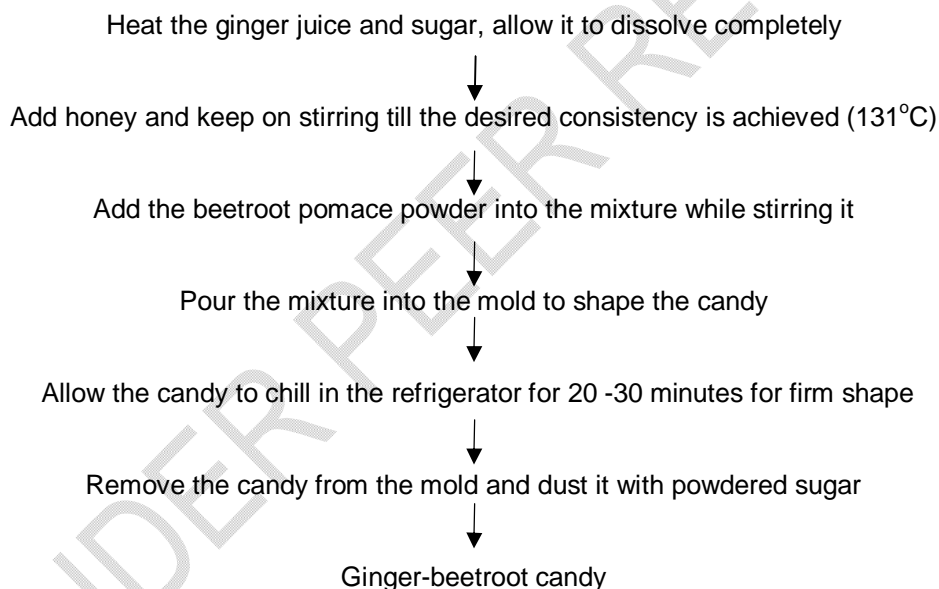 Heat the ginger juice and sugar, allow it to dissolve completely
Add honey and keep on stirring till the desired consistency is achieved (131°C)
Add the beetroot pomace powder into the mixture while stirring it
Pour the mixture into the mold to shape the candy
Allow the candy to chill in the refrigerator for 20 -30 minutes for firm shape
Remove the candy from the mold and dust it with powdered sugar
Ginger-beetroot candy